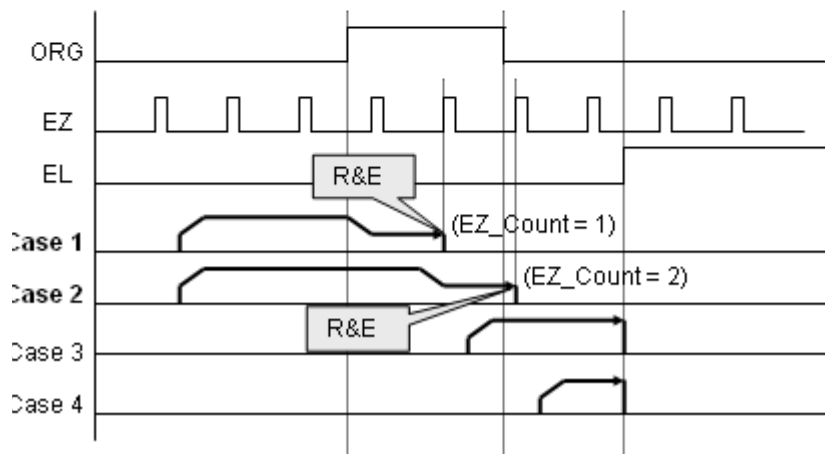 ORG
EZ
EL
R&E
(EZ_Count = 1)
Case 1
(EZ_Count = 2)
Case 2
R&E
Case 3
Case 4